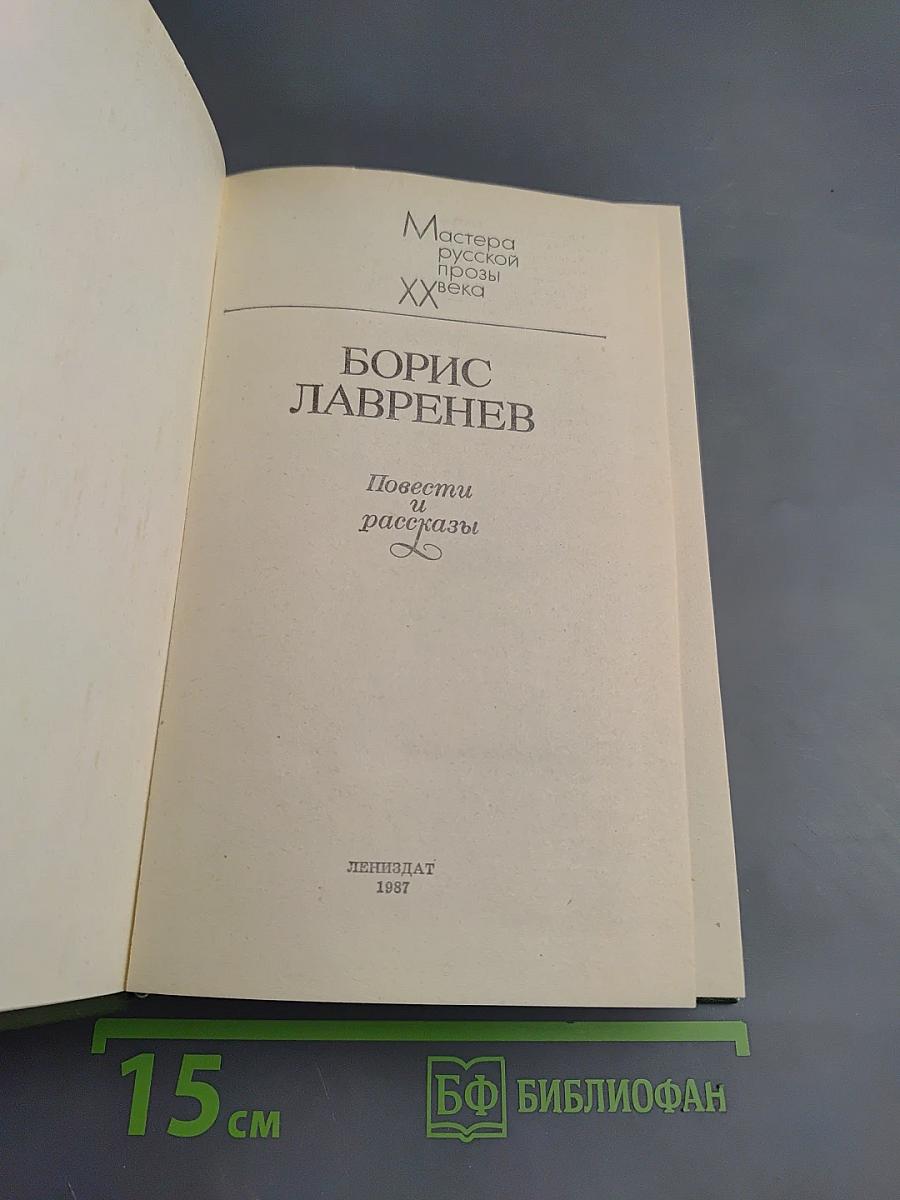 Мастера
русской
прозы
XX века
БОРИС
ЛАВРЕНЕВ
Повести
и
рассказы
ЛЕНИЗДАТ
1987
15 см
БФ БИБЛИОФАН